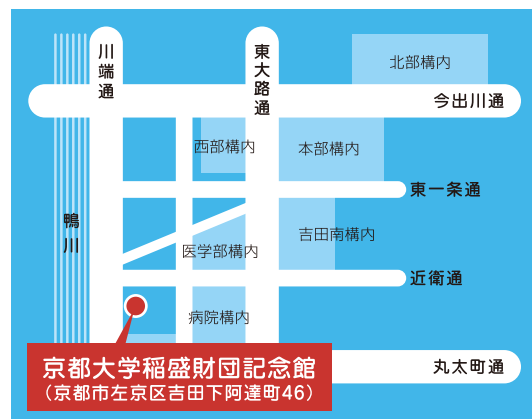 川端通
東大路通
北部構内
今出川通
西部構内
本部構内
東一条通
鴨川
吉田南構内
医学部構内
近衛通
病院構内
京都大学稲盛財団記念館
（京都市左京区吉田下阿達町46）
丸太町通